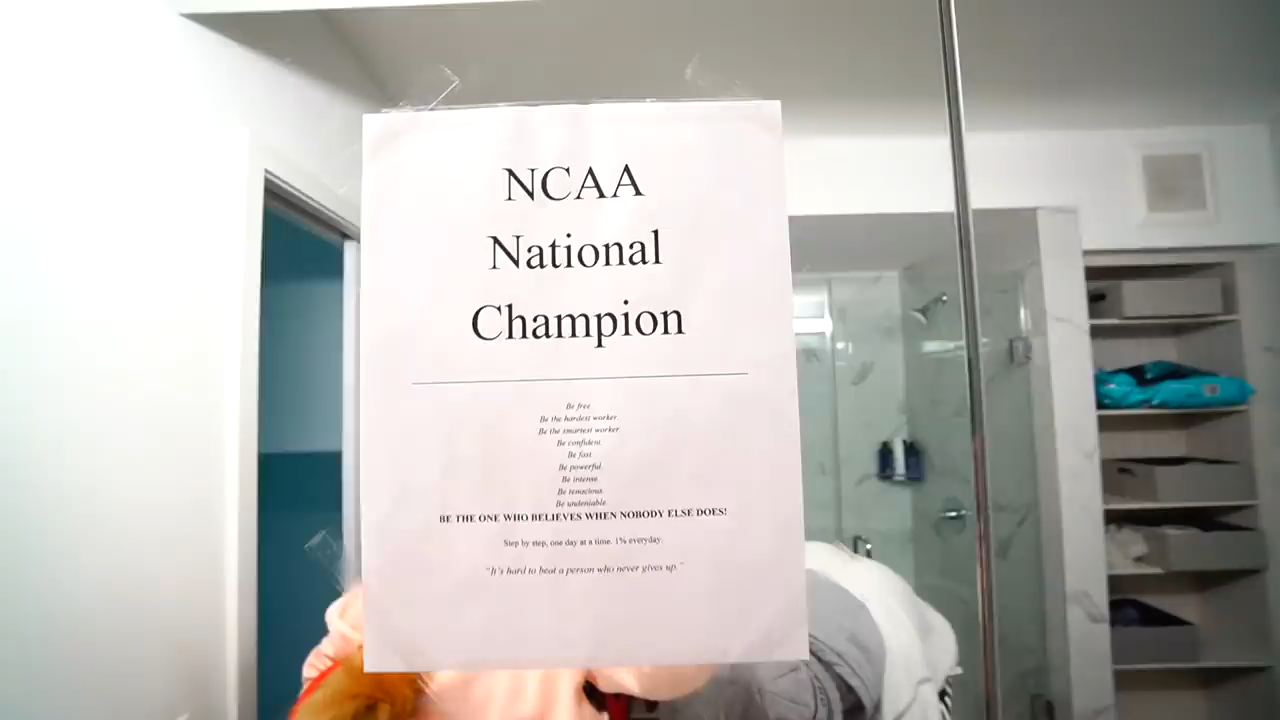 NCAA
National
Champion
Be free
Be the hardest worker.
Be the smartest worker.
Be confident.
Be fast.
Be powerful.
Be intense.
Be tenacious.
Be undeniable.
BE THE ONE WHO BELIEVES WHEN NOBODY ELSE DOES!
Step by step, one day at a time. 1% everyday.
"It's hard to beat a person who never gives up."